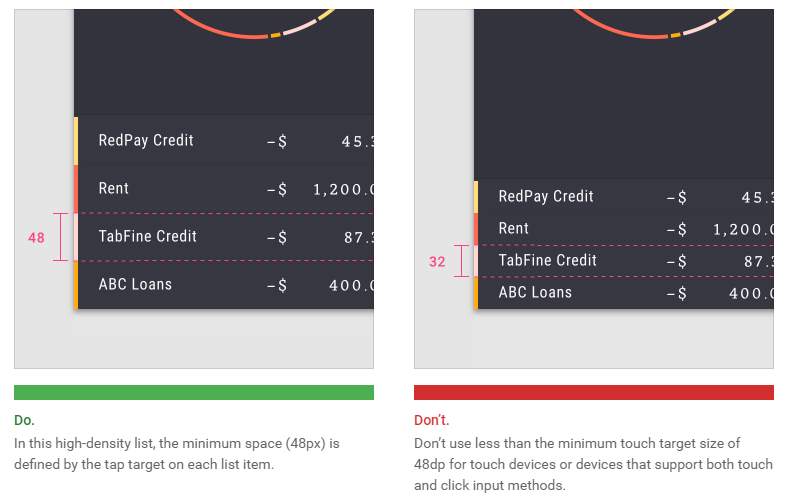 RedPay Credit –$ 45.3
Rent –$ 1,200.0
48 TabFine Credit –$ 87.3
ABC Loans –$ 400.0
Do.
In this high-density list, the minimum space (48px) is
defined by the tap target on each list item.
RedPay Credit –$ 45.3
Rent –$ 1,200.0
32 TabFine Credit –$ 87.3
ABC Loans –$ 400.0
Don’t.
Don’t use less than the minimum touch target size of
48dp for touch devices or devices that support both touch
and click input methods.